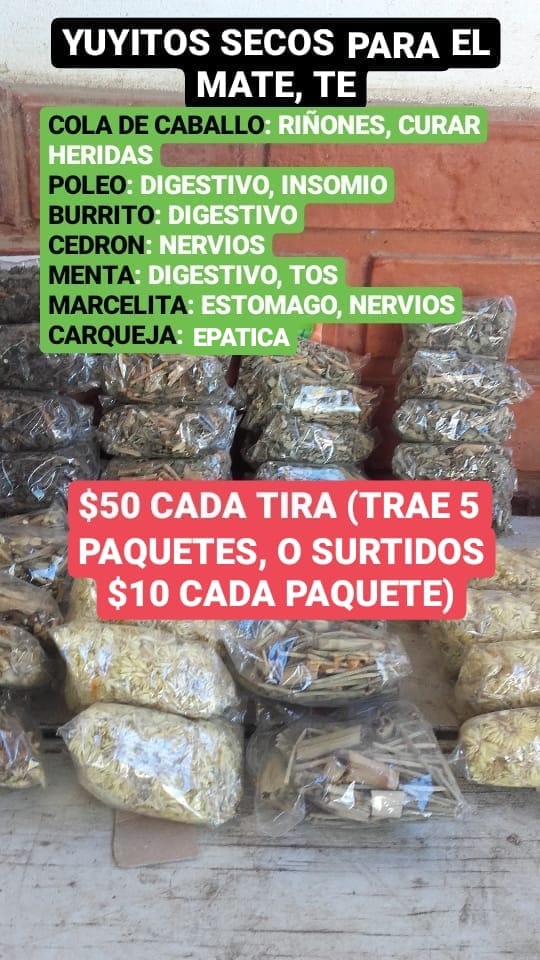 YUYITOS SECOS PARA EL
MATE, TE
COLA DE CABALLO: RIÑONES, CURAR
HERIDAS
POLEO: DIGESTIVO, INSOMIO
BURRITO: DIGESTIVO
CEDRON: NERVIOS
MENTA: DIGESTIVO, TOS
MARCELITA: ESTOMAGO, NERVIOS
CARQUEJA: EPATICA
$50 CADA TIRA (TRAE 5
PAQUETES, O SURTIDOS
$10 CADA PAQUETE)